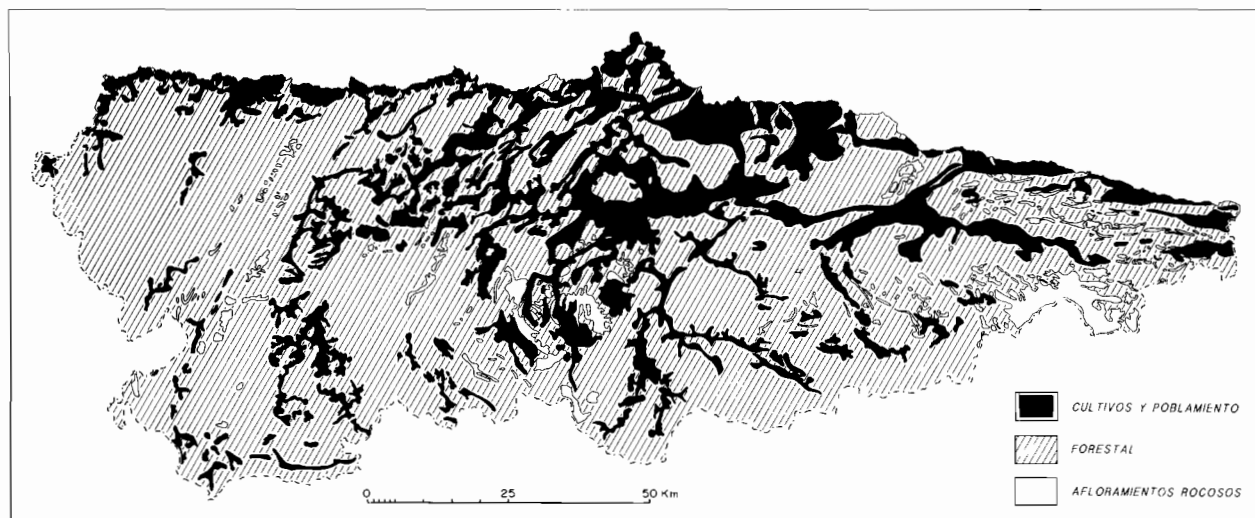 CULTIVOS Y POBLAMIENTO
FORESTAL
AFLORAMIENTOS ROCOSOS
0 25 50 Km